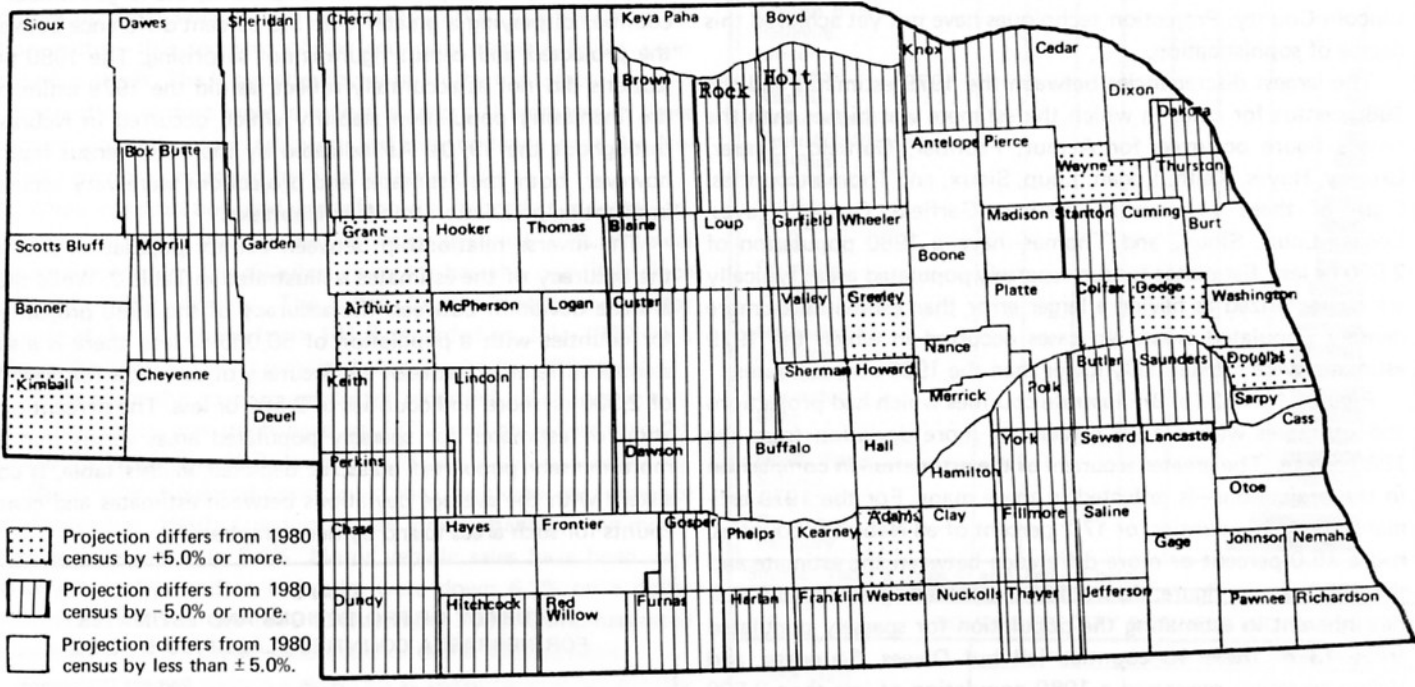 Sioux Dawes Sheridan Cherry Keya Paha Boyd
Knox Cedar
Brown Rock Holt
Dixon Dakota
Box Butte Antelope Pierce Wayne Thurston
Scotts Bluff Morrill Garden Grant Hooker Thomas Blaine Loup Garfield Wheeler Madison Stanton Cuming Burt
Boone
Banner Arthur McPherson Logan Custer Valley Greeley Platte Colfax Dodge Washington
Nance
Kimball Cheyenne Keith Lincoln Sherman Howard Merrick Polk Butler Saunders Douglas
Deuel Sarpy
Cass
Perkins Dawson Buffalo Hall Hamilton York Seward Lancaster
Otoe
Chase Hayes Frontier Gosper Phelps Kearney Adams Clay Fillmore Saline
Gage Johnson Nemaha
Dundy Hitchcock Red Willow Furnas Harlan Franklin Webster Nuckolls Thayer Jefferson Pawnee Richardson
Projection differs from 1980
census by +5.0% or more.
Projection differs from 1980
census by -5.0% or more.
Projection differs from 1980
census by less than ± 5.0%.